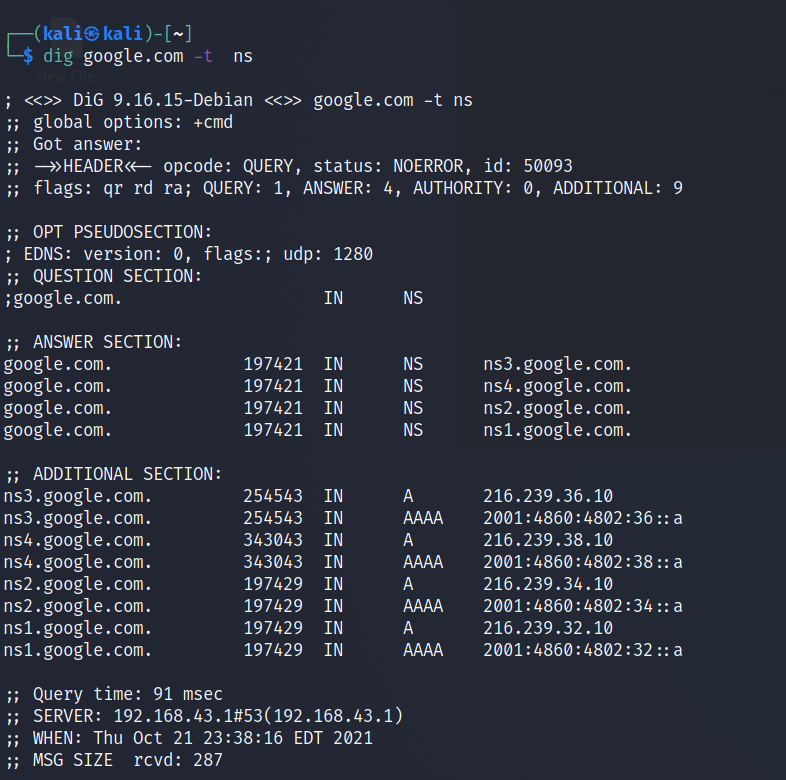 ┌──(kali㉿kali)-[~]
└─$ dig google.com -t  ns
New File
; <<>> DiG 9.16.15-Debian <<>> google.com -t ns
;; global options: +cmd
;; Got answer:
;; ->>HEADER<<- opcode: QUERY, status: NOERROR, id: 50093
;; flags: qr rd ra; QUERY: 1, ANSWER: 4, AUTHORITY: 0, ADDITIONAL: 9
;; OPT PSEUDOSECTION:
; EDNS: version: 0, flags:; udp: 1280
;; QUESTION SECTION:
;google.com. IN NS
;; ANSWER SECTION:
google.com. 197421 IN NS ns3.google.com.
google.com. 197421 IN NS ns4.google.com.
google.com. 197421 IN NS ns2.google.com.
google.com. 197421 IN NS ns1.google.com.
;; ADDITIONAL SECTION:
ns3.google.com. 254543 IN A 216.239.36.10
ns3.google.com. 254543 IN AAAA 2001:4860:4802:36::a
ns4.google.com. 343043 IN A 216.239.38.10
ns4.google.com. 343043 IN AAAA 2001:4860:4802:38::a
ns2.google.com. 197429 IN A 216.239.34.10
ns2.google.com. 197429 IN AAAA 2001:4860:4802:34::a
ns1.google.com. 197429 IN A 216.239.32.10
ns1.google.com. 197429 IN AAAA 2001:4860:4802:32::a
;; Query time: 91 msec
;; SERVER: 192.168.43.1#53(192.168.43.1)
;; WHEN: Thu Oct 21 23:38:16 EDT 2021
;; MSG SIZE  rcvd: 287